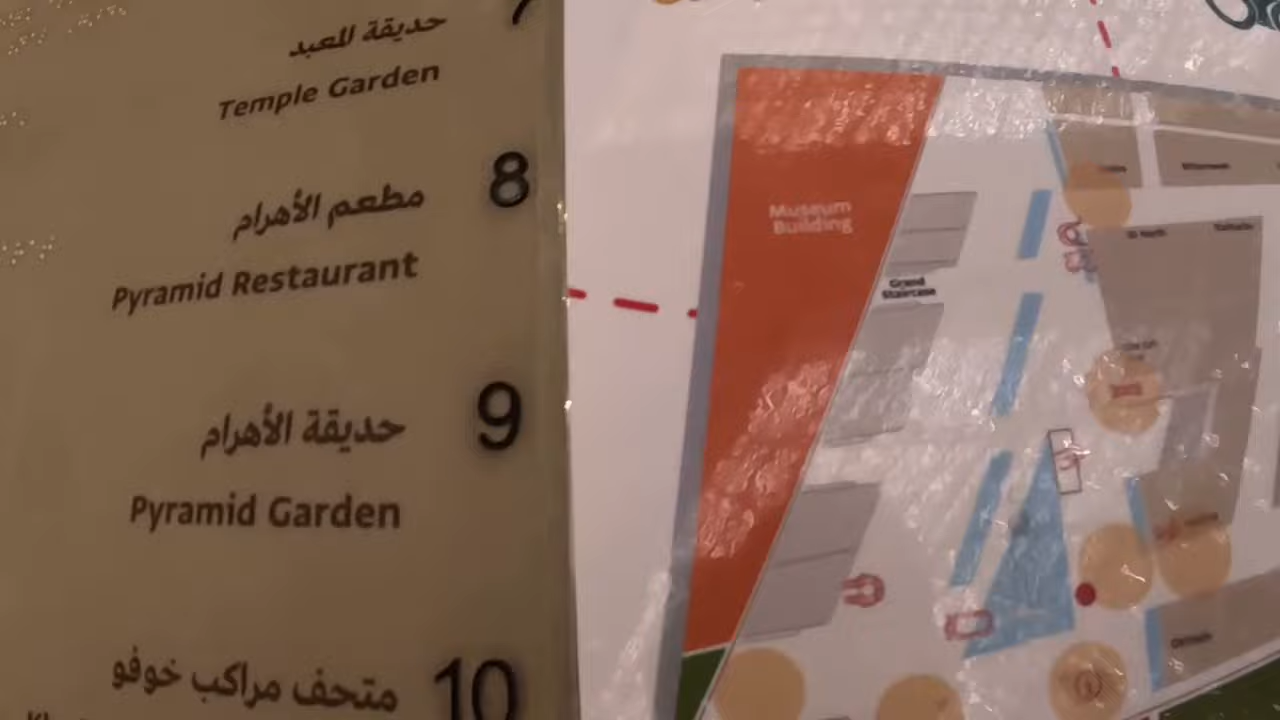 7
حديقة المعبد
Temple Garden
8
مطعم الأهرام
Pyramid Restaurant
9
حديقة الأهرام
Pyramid Garden
10
متحف مراكب خوفو
Museum
Building
Grand
Staircase